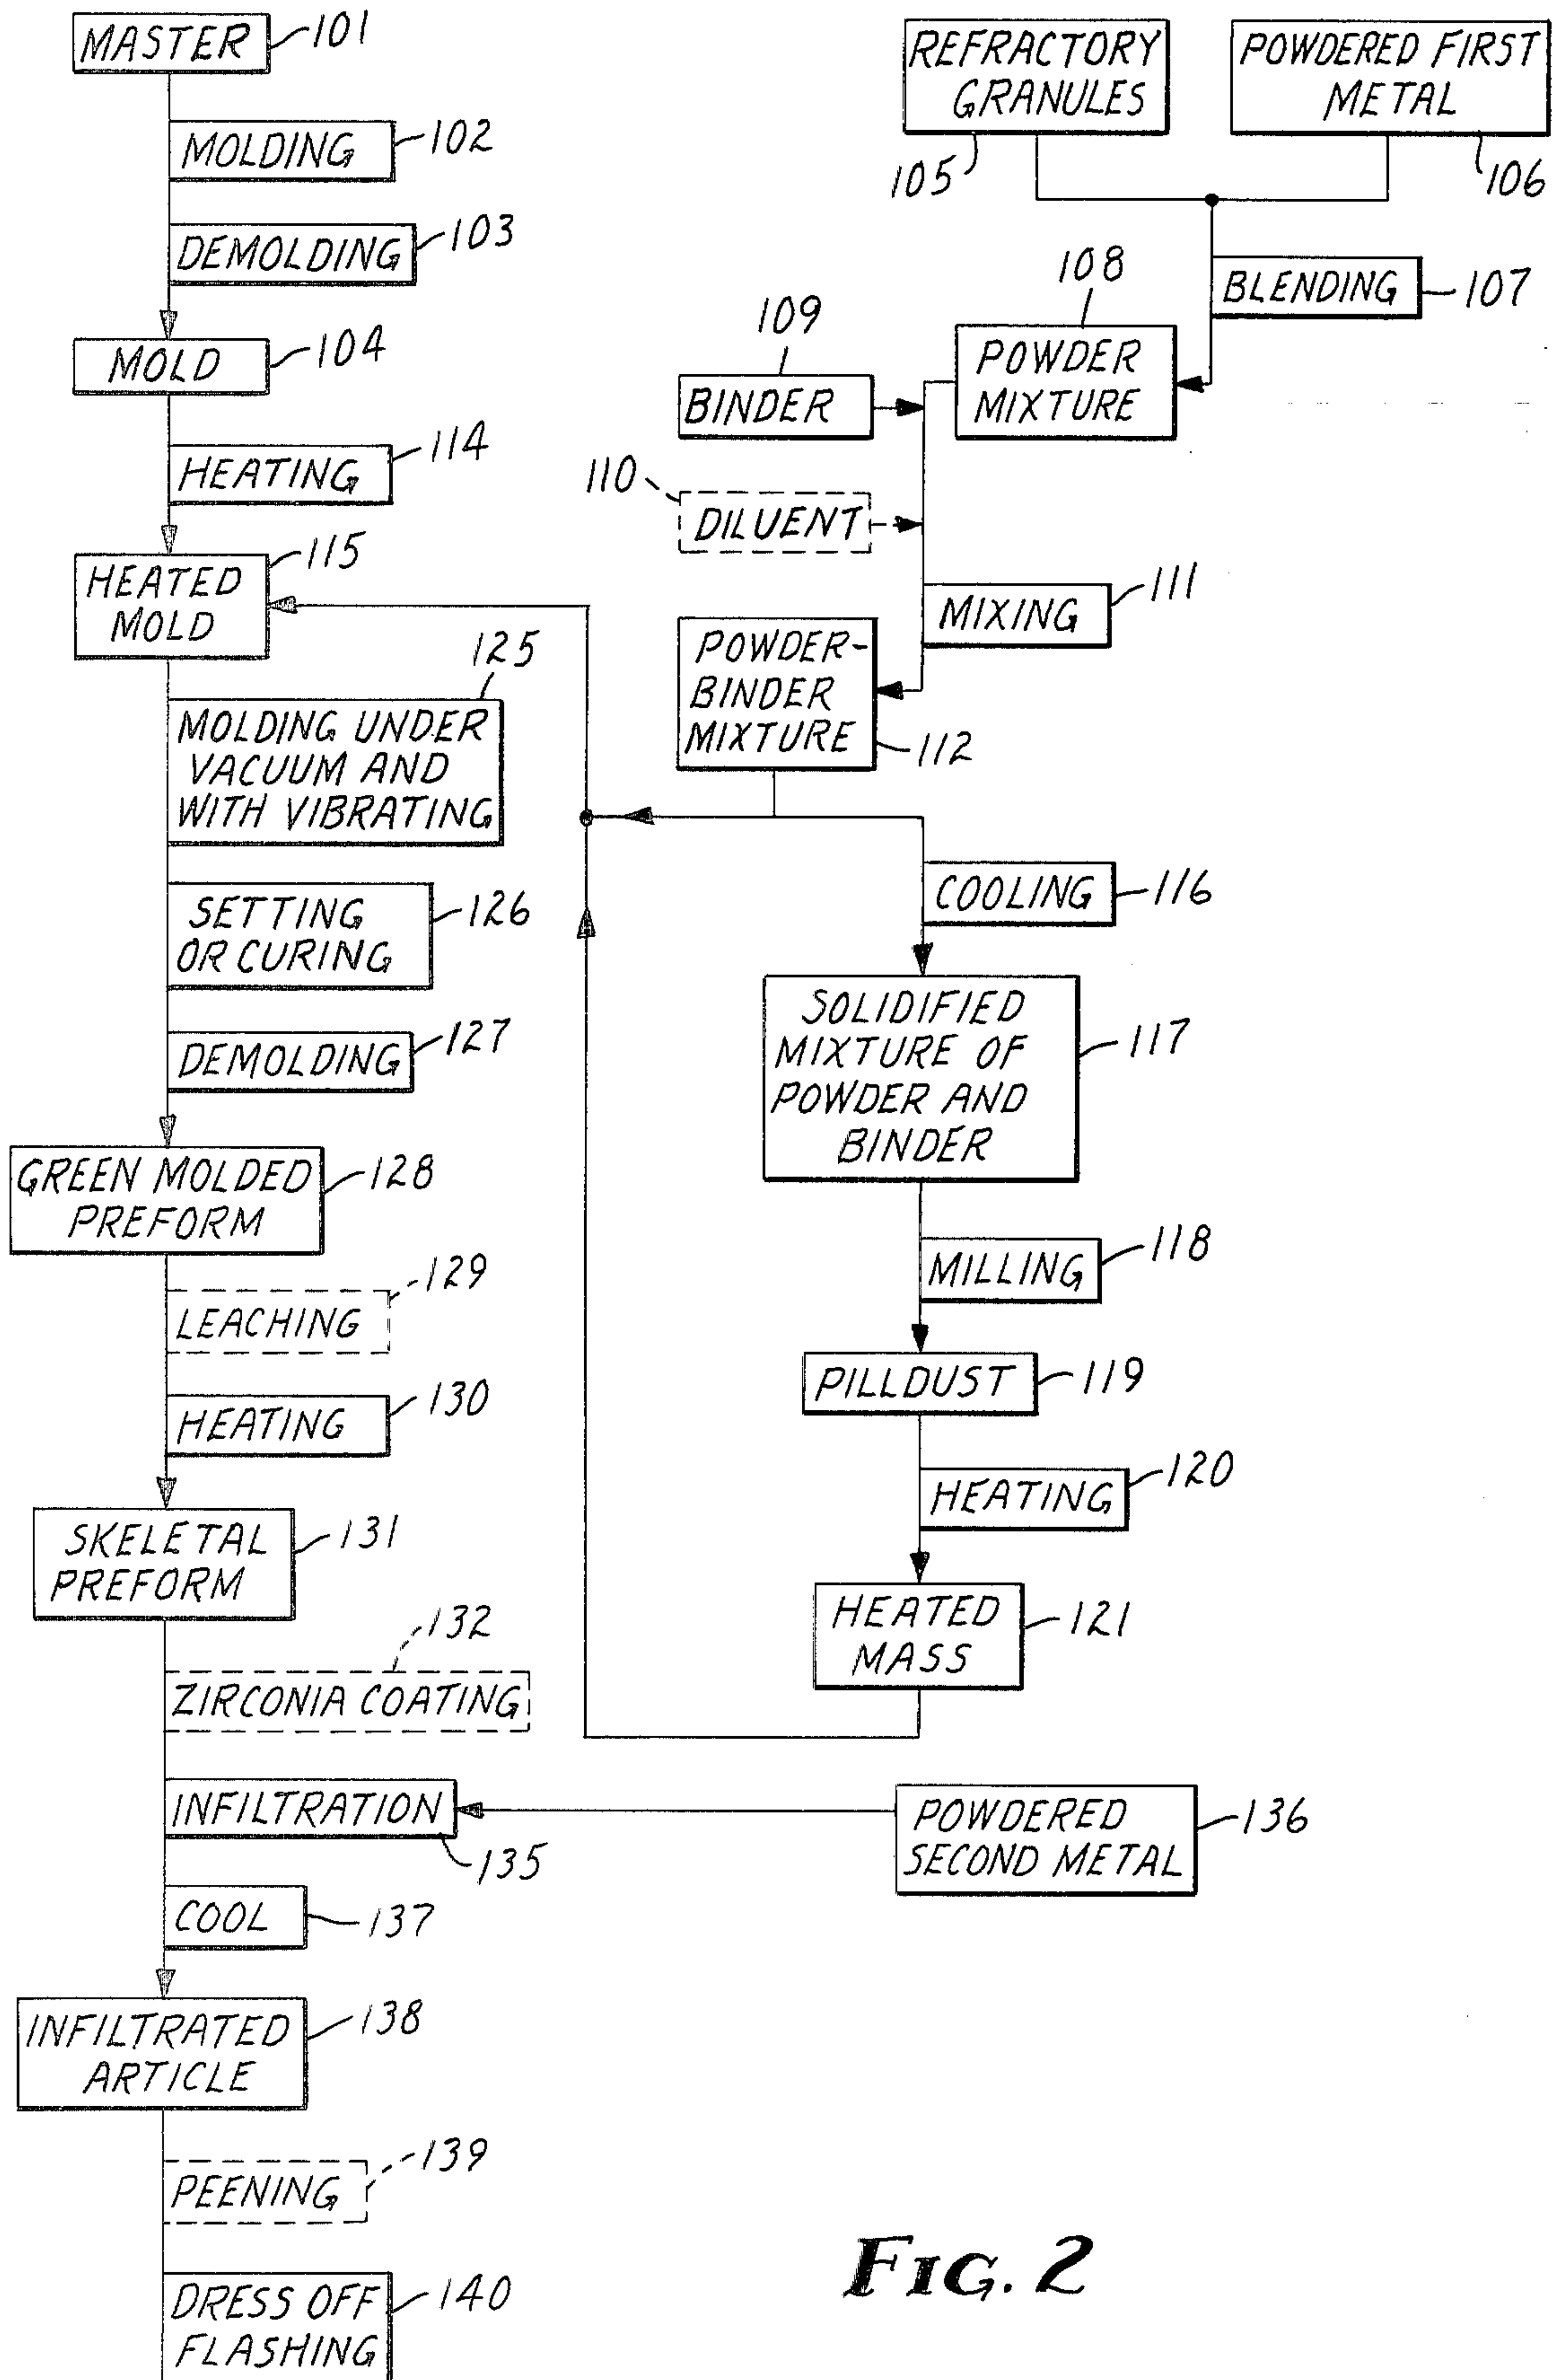 MASTER
101
MOLDING
102
DEMOLDING
103
MOLD
104
HEATING
114
HEATED
MOLD
115
125
MOLDING UNDER
VACUUM AND
WITH VIBRATING
SETTING
OR CURING
126
DEMOLDING
127
GREEN MOLDED
PREFORM
128
LEACHING
129
HEATING
130
SKELETAL
PREFORM
131
132
ZIRCONIA COATING
INFILTRATION
135
COOL
137
INFILTRATED
ARTICLE
138
PEENING
139
DRESS OFF
FLASHING
140
REFRACTORY
GRANULES
105
POWDERED FIRST
METAL
106
BLENDING
107
108
POWDER
MIXTURE
109
BINDER
110
DILUENT
MIXING
111
POWDER-
BINDER
MIXTURE
112
COOLING
116
SOLIDIFIED
MIXTURE OF
POWDER AND
BINDER
117
MILLING
118
PILLDUST
119
HEATING
120
HEATED
MASS
121
POWDERED
SECOND METAL
136
FIG. 2